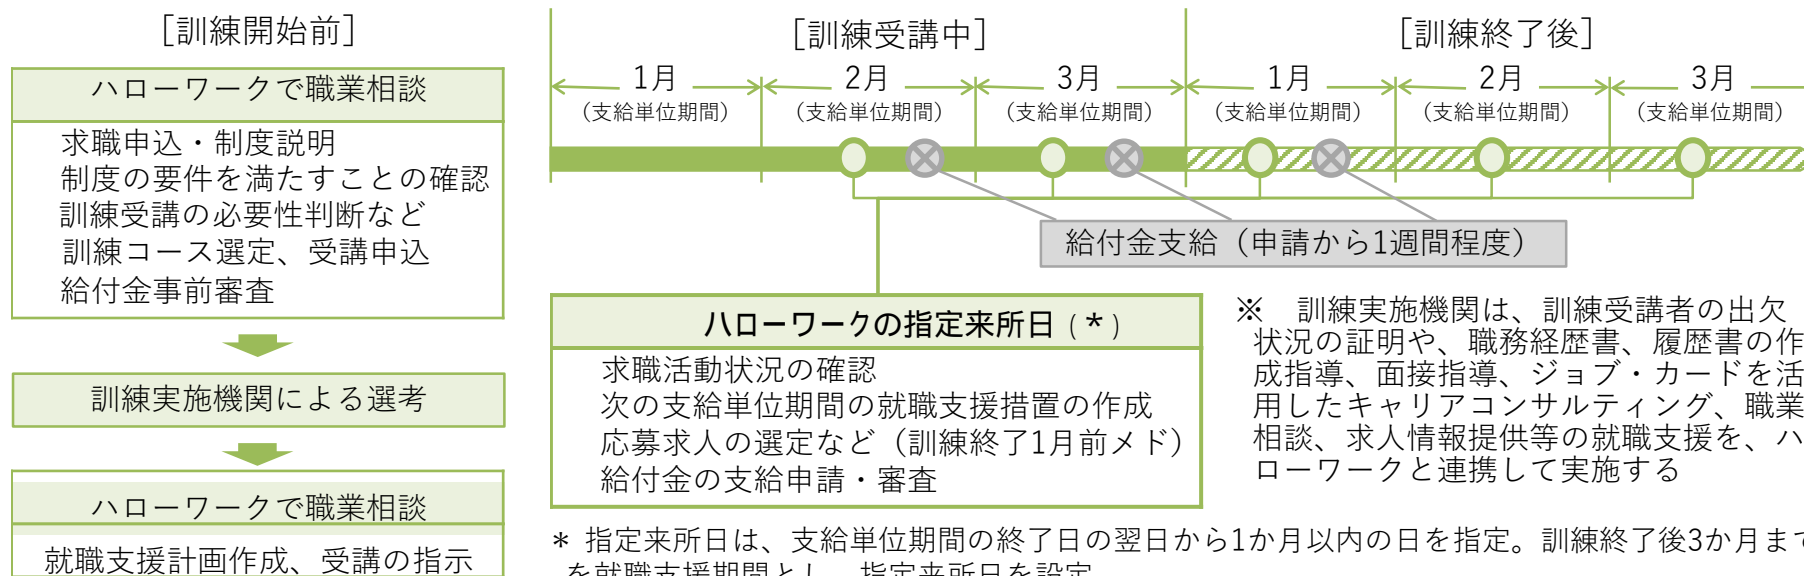 ［訓練開始前］
ハローワークで職業相談
求職申込・制度説明
制度の要件を満たすことの確認
訓練受講の必要性判断など
訓練コース選定、受講申込
給付金事前審査
訓練実施機関による選考
ハローワークで職業相談
就職支援計画作成、受講の指示
［訓練受講中］
［訓練終了後］
1月
（支給単位期間）
2月
（支給単位期間）
3月
（支給単位期間）
1月
（支給単位期間）
2月
（支給単位期間）
3月
（支給単位期間）
給付金支給（申請から1週間程度）
ハローワークの指定来所日（*）
求職活動状況の確認
次の支給単位期間の就職支援措置の作成
応募求人の選定など（訓練終了1月前メド）
給付金の支給申請・審査
※　訓練実施機関は、訓練受講者の出欠
状況の証明や、職務経歴書、履歴書の作
成指導、面接指導、ジョブ・カードを活
用したキャリアコンサルティング、職業
相談、求人情報提供等の就職支援を、ハ
ローワークと連携して実施する
* 指定来所日は、支給単位期間の終了日の翌日から1か月以内の日を指定。訓練終了後3か月まで
を就職支援期間とし、指定来所日を設定